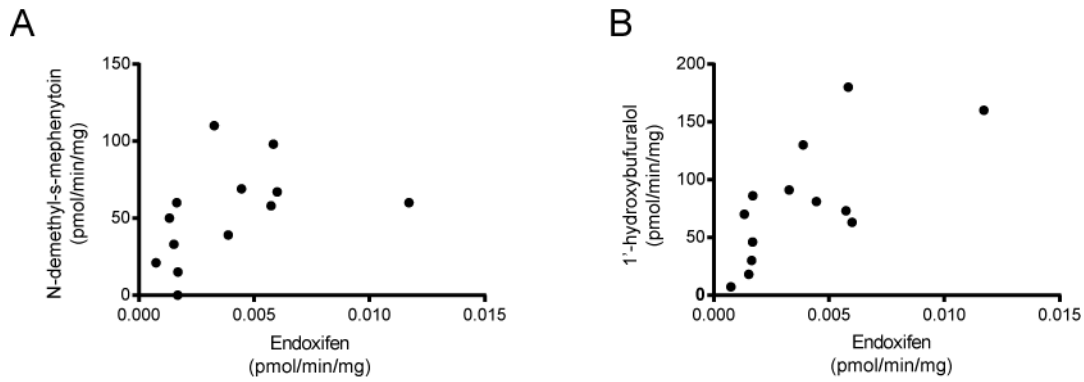 A
N-demethyl-s-mephenytoin
(pmol/min/mg)
150
100
50
0
0.000
0.005
0.010
0.015
Endoxifen
(pmol/min/mg)
B
1'-hydroxybufuralol
(pmol/min/mg)
200
150
100
50
0
0.000
0.005
0.010
0.015
Endoxifen
(pmol/min/mg)